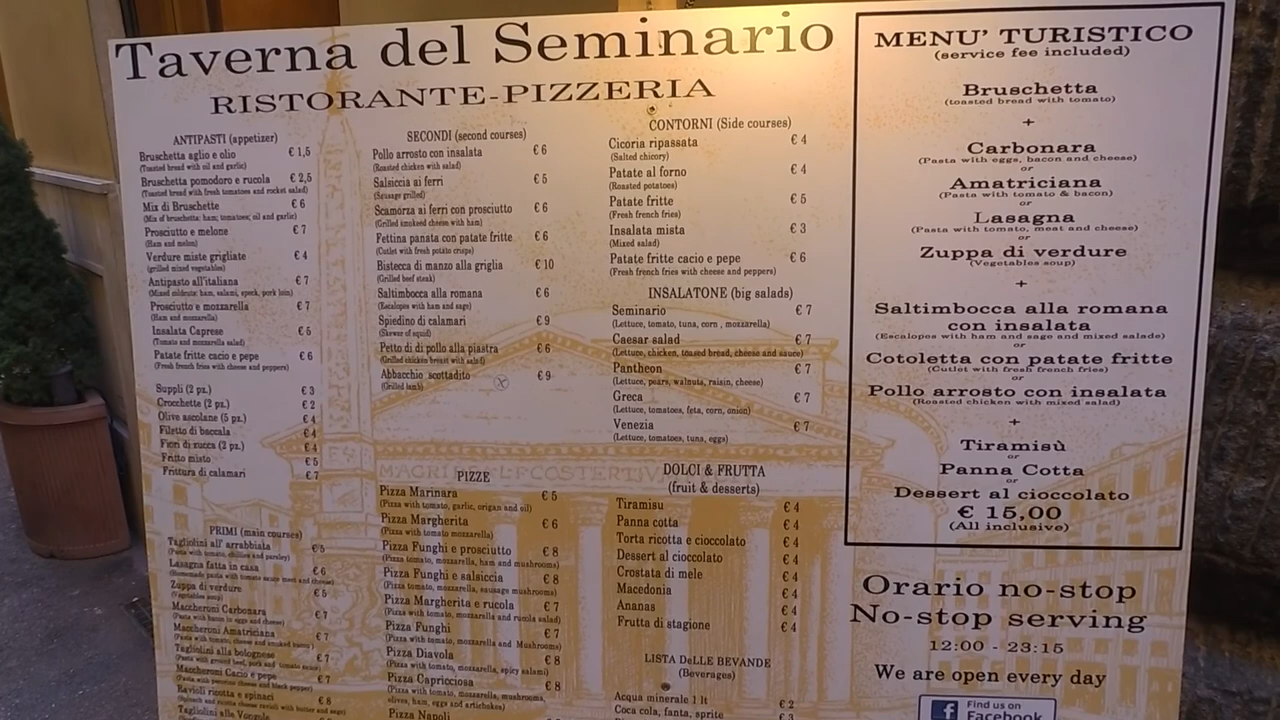 Taverna del Seminario
RISTORANTE-PIZZERIA
ANTIPASTI (appetizer)
Bruschetta aglio e olio € 1,5
(Toasted bread with oil and garlic)
Bruschetta pomodoro e rucola € 2,5
(Toasted bread with fresh tomatoes and rocket salad)
Mix di Bruschette € 6
(Mix of bruschetta; ham; tomatoes; oil and garlic)
Prosciutto e melone € 7
(Ham and melon)
Verdure miste grigliate € 4
(grilled mixed vegetables)
Antipasto all'italiana € 7
(Mixed coldcuts: ham, salami, speck, pork loin)
Prosciutto e mozzarella € 7
(Ham and mozzarella)
Insalata Caprese € 5
(Tomato and mozzarella salad)
Patate fritte cacio e pepe € 6
(Fresh french fries with cheese and peppers)
Suppli (2 pz.) € 3
Crocchette (2 pz.) € 2
Olive ascolane (5 pz.) € 4
Filetto di baccala € 4
Fiori di zucca (2 pz.) € 4
Fritto misto € 5
Frittura di calamari € 7
PRIMI (main courses)
Tagliolini all' arrabbiata € 5
(Pasta with tomato, chillies and parsley)
Lasagna fatta in casa € 6
(Homemade pasta with tomato sauce meat and cheese)
Zuppa di verdure € 5
(Vegetables soup)
Maccheroni Carbonara € 7
(Pasta with bacon in eggs and cheese)
Maccheroni Amatriciana € 7
(Pasta with tomato, cheese and smoked bacon)
Tagliolini alla bolognese € 7
(Pasta with ground beef, pork and tomato sauce)
Maccheroni Cacio e pepe € 7
(Pasta with pecorino cheese and black pepper)
Ravioli ricotta e spinaci € 8
(Spinach and ricotta cheese ravioli with butter and sage)
Tagliolini alle Vongole
SECONDI (second courses)
Pollo arrosto con insalata € 6
(Roasted chicken with salad)
Salsiccia ai ferri € 5
(Sausage grilled)
Scamorza ai ferri con prosciutto € 6
(Grilled smoked cheese with ham)
Fettina panata con patate fritte € 6
(Cutlet with fresh potato crisps)
Bistecca di manzo alla griglia € 10
(Grilled beef steak)
Saltimbocca alla romana € 6
(Escalopes with ham and sage)
Spiedino di calamari € 9
(Skewer of squid)
Petto di di pollo alla piastra € 6
(Grilled chicken breast with salad)
Abbacchio scottadito € 9
(Grilled lamb)
PIZZE
Pizza Marinara € 5
(Pizza with tomato, garlic, origan and oil)
Pizza Margherita € 6
(Pizza with tomato mozzarella)
Pizza Funghi e prosciutto € 8
(Pizza tomato, mozzarella, ham and mushrooms)
Pizza Funghi e salsiccia € 8
(Pizza tomato, mozzarella, sausage mushrooms)
Pizza Margherita e rucola € 7
(Pizza with tomato, mozzarella and rucola salad)
Pizza Funghi € 7
(Pizza with tomato, mozzarella and Mushrooms)
Pizza Diavola € 8
(Pizza with tomato, mozzarella, spicy salami)
Pizza Capricciosa € 8
(Pizza with tomato, mozzarella, mushrooms,
olives, ham, eggs and artichokes)
Pizza Napoli
CONTORNI (Side courses)
Cicoria ripassata € 4
(Salted chicory)
Patate al forno € 4
(Roasted potatoes)
Patate fritte € 5
(Fresh french fries)
Insalata mista € 3
(Mixed salad)
Patate fritte cacio e pepe € 6
(Fresh french fries with cheese and peppers)
INSALATONE (big salads)
Seminario € 7
(Lettuce, tomato, tuna, corn , mozzarella)
Caesar salad € 7
(Lettuce, chicken, toased bread, cheese and sauce)
Pantheon € 7
(Lettuce, pears, walnuts, raisin, cheese)
Greca € 7
(Lettuce, tomatoes, feta, corn, onion)
Venezia € 7
(Lettuce, tomatoes, tuna, eggs)
DOLCI & FRUTTA
(fruit & desserts)
Tiramisu € 4
Panna cotta € 4
Torta ricotta e cioccolato € 4
Dessert al cioccolato € 4
Crostata di mele € 4
Macedonia € 4
Ananas € 4
Frutta di stagione € 4
LISTA DeLLE BEVANDE
(Beverages)
Acqua minerale 1 lt € 2
Coca cola, fanta, sprite € 3
MENU' TURISTICO
(service fee included)
Bruschetta
(toasted bread with tomato)
+
Carbonara
(Pasta with eggs, bacon and cheese)
or
Amatriciana
(Pasta with tomato & bacon)
or
Lasagna
(Pasta with tomato, meat and cheese)
or
Zuppa di verdure
(Vegetables soup)
+
Saltimbocca alla romana
con insalata
(Escalopes with ham and sage and mixed salade)
or
Cotoletta con patate fritte
(Cutlet with fresh french fries)
or
Pollo arrosto con insalata
(Roasted chicken with mixed salad)
+
Tiramisù
or
Panna Cotta
or
Dessert al cioccolato
€ 15,00
(All inclusive)
Orario no-stop
No-stop serving
12:00 - 23:15
We are open every day
f Find us on
Facebook